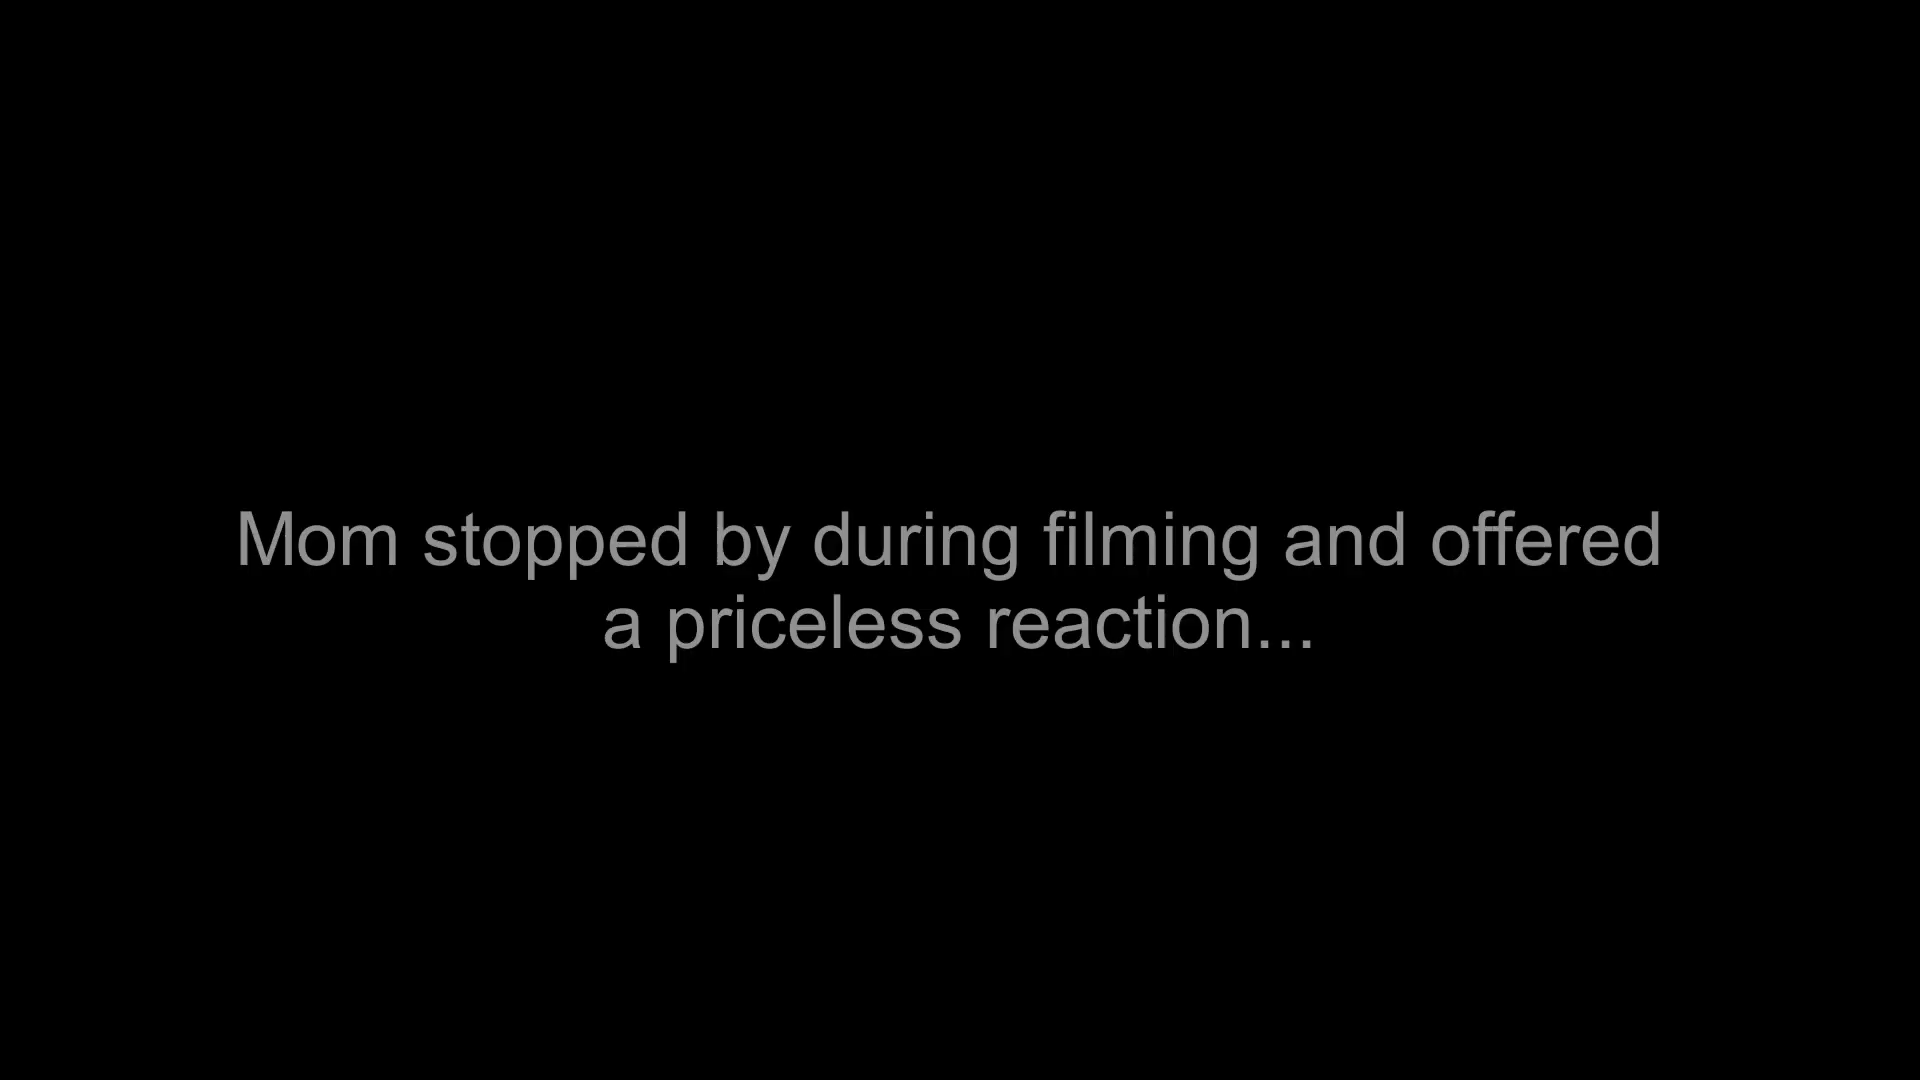 Mom stopped by during filming and offered
a priceless reaction...